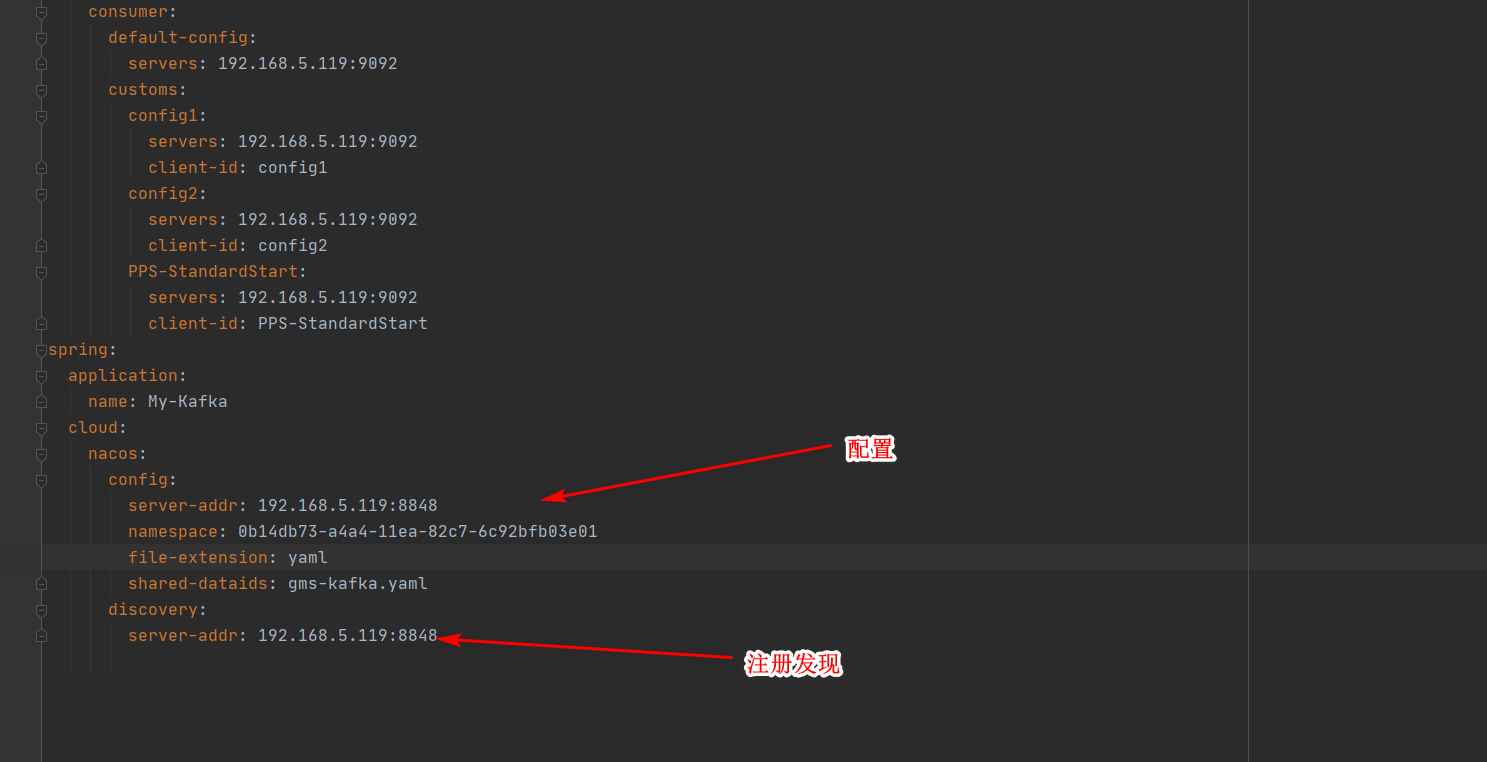 consumer:
default-config:
servers: 192.168.5.119:9092
customs:
config1:
servers: 192.168.5.119:9092
client-id: config1
config2:
servers: 192.168.5.119:9092
client-id: config2
PPS-StandardStart:
servers: 192.168.5.119:9092
client-id: PPS-StandardStart
spring:
application:
name: My-Kafka
cloud:
配置
nacos:
config:
server-addr: 192.168.5.119:8848
namespace: 0b14db73-a4a4-11ea-82c7-6c92bfb03e01
file-extension: yaml
shared-dataids: gms-kafka.yaml
discovery:
server-addr: 192.168.5.119:8848
注册发现